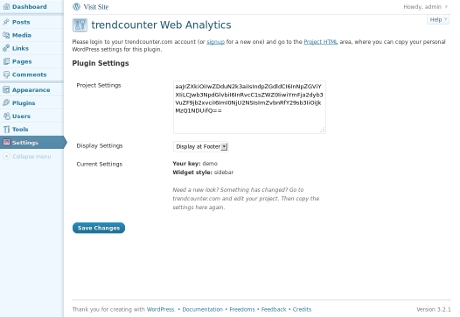 Dashboard
Posts
Media
Links
Pages
Comments
Appearance
Plugins
Users
Tools
Settings
Collapse menu
Visit Site
Howdy, admin
Help
trendcounter Web Analytics
Please login to your trendcounter.com account (or signup for a new one) and go to the Project HTML area, where you can copy your personal
WordPress settings for this plugin.
Plugin Settings
Project Settings
Display Settings
Display at Footer
Current Settings
Your key: demo
Widget style: sidebar
Need a new look? Something has changed? Go to
trendcounter.com and edit your project. Then copy the
settings here again.
Save Changes
Thank you for creating with WordPress. • Documentation • Freedoms • Feedback • Credits
Version 3.2.1